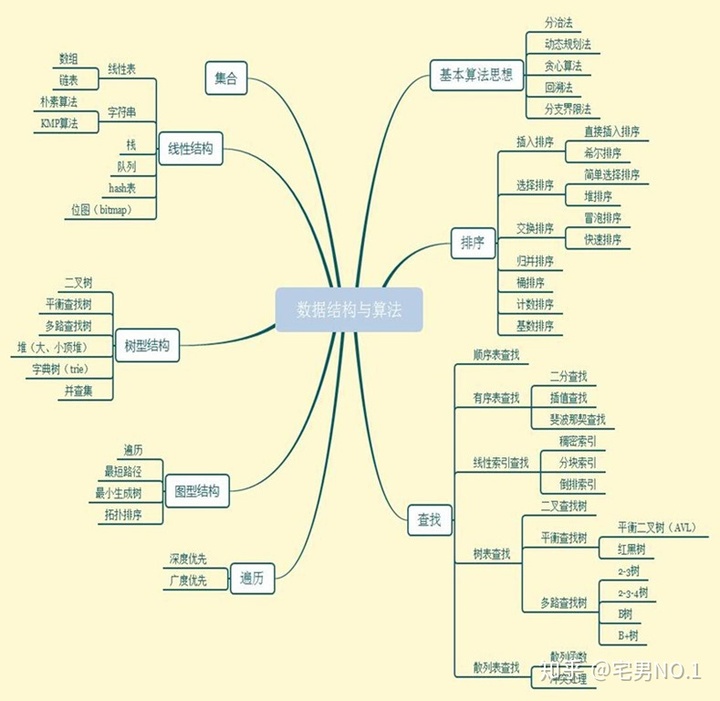 数据结构与算法
集合
线性结构
线性表
数组
链表
字符串
朴素算法
KMP算法
栈
队列
hash表
位图（bitmap）
树型结构
二叉树
平衡查找树
多路查找树
堆（大、小顶堆）
字典树（trie）
并查集
图型结构
遍历
最短路径
最小生成树
拓扑排序
遍历
深度优先
广度优先
基本算法思想
分治法
动态规划法
贪心算法
回溯法
分支界限法
排序
插入排序
直接插入排序
希尔排序
选择排序
简单选择排序
堆排序
交换排序
冒泡排序
快速排序
归并排序
桶排序
计数排序
基数排序
查找
顺序表查找
有序表查找
二分查找
插值查找
斐波那契查找
线性索引查找
稠密索引
分块索引
倒排索引
树表查找
二叉查找树
平衡查找树
平衡二叉树（AVL）
红黑树
多路查找树
2-3树
2-3-4树
B树
B+树
散列表查找
散列函数
冲突处理
知乎 @宅男NO.1